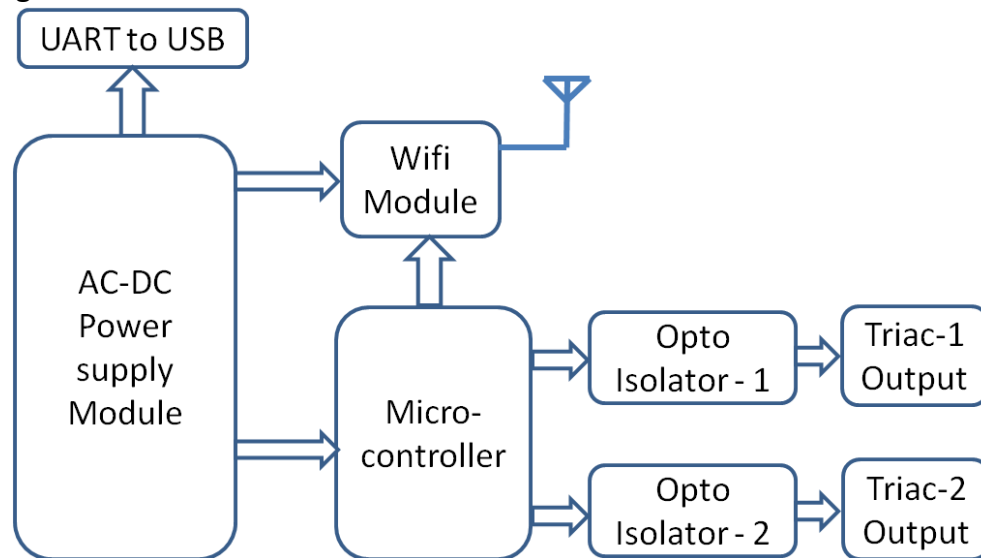 UART to USB
Wifi
Module
AC-DC
Power
supply
Module
Micro-
controller
Opto
Isolator - 1
Triac-1
Output
Opto
Isolator - 2
Triac-2
Output